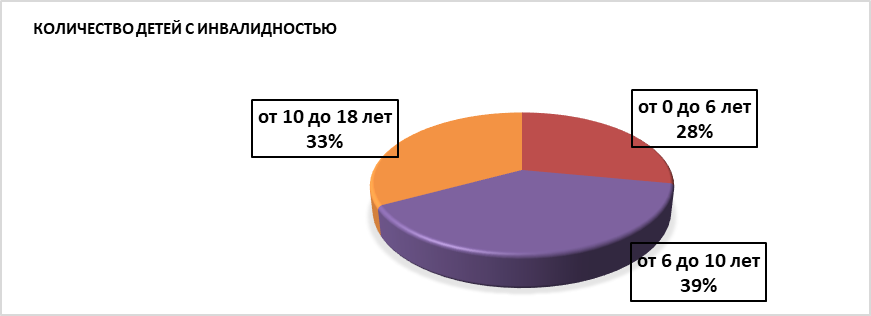 КОЛИЧЕСТВО ДЕТЕЙ С ИНВАЛИДНОСТЬЮ
от 10 до 18 лет
33%
от 0 до 6 лет
28%
от 6 до 10 лет
39%